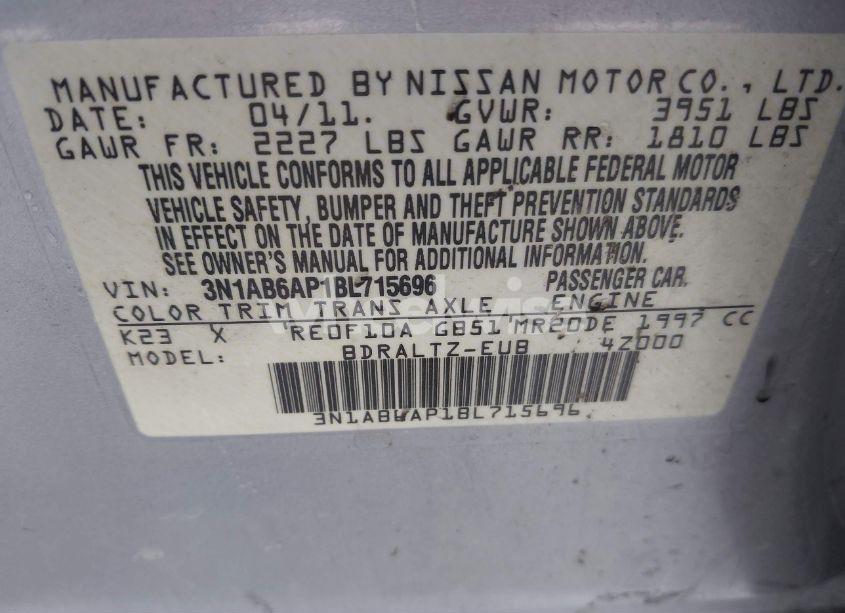 MANUFACTURED BY NISSAN MOTOR CO., LTD.
DATE: 04/11. GVWR: 3951 LBS
GAWR FR: 2227 LBS GAWR RR: 1810 LBS
THIS VEHICLE CONFORMS TO ALL APPLICABLE FEDERAL MOTOR
VEHICLE SAFETY, BUMPER AND THEFT PREVENTION STANDARDS
IN EFFECT ON THE DATE OF MANUFACTURE SHOWN ABOVE.
SEE OWNER'S MANUAL FOR ADDITIONAL INFORMATION.
VIN: 3N1AB6AP1BL715696 PASSENGER CAR.
COLOR TRIM TRANS AXLE ENGINE
K23 X RE0F10A GB51 MR20DE 1997 CC
MODEL: BDRALTZ-EUB 4Z000
3N1AB6AP1BL715696